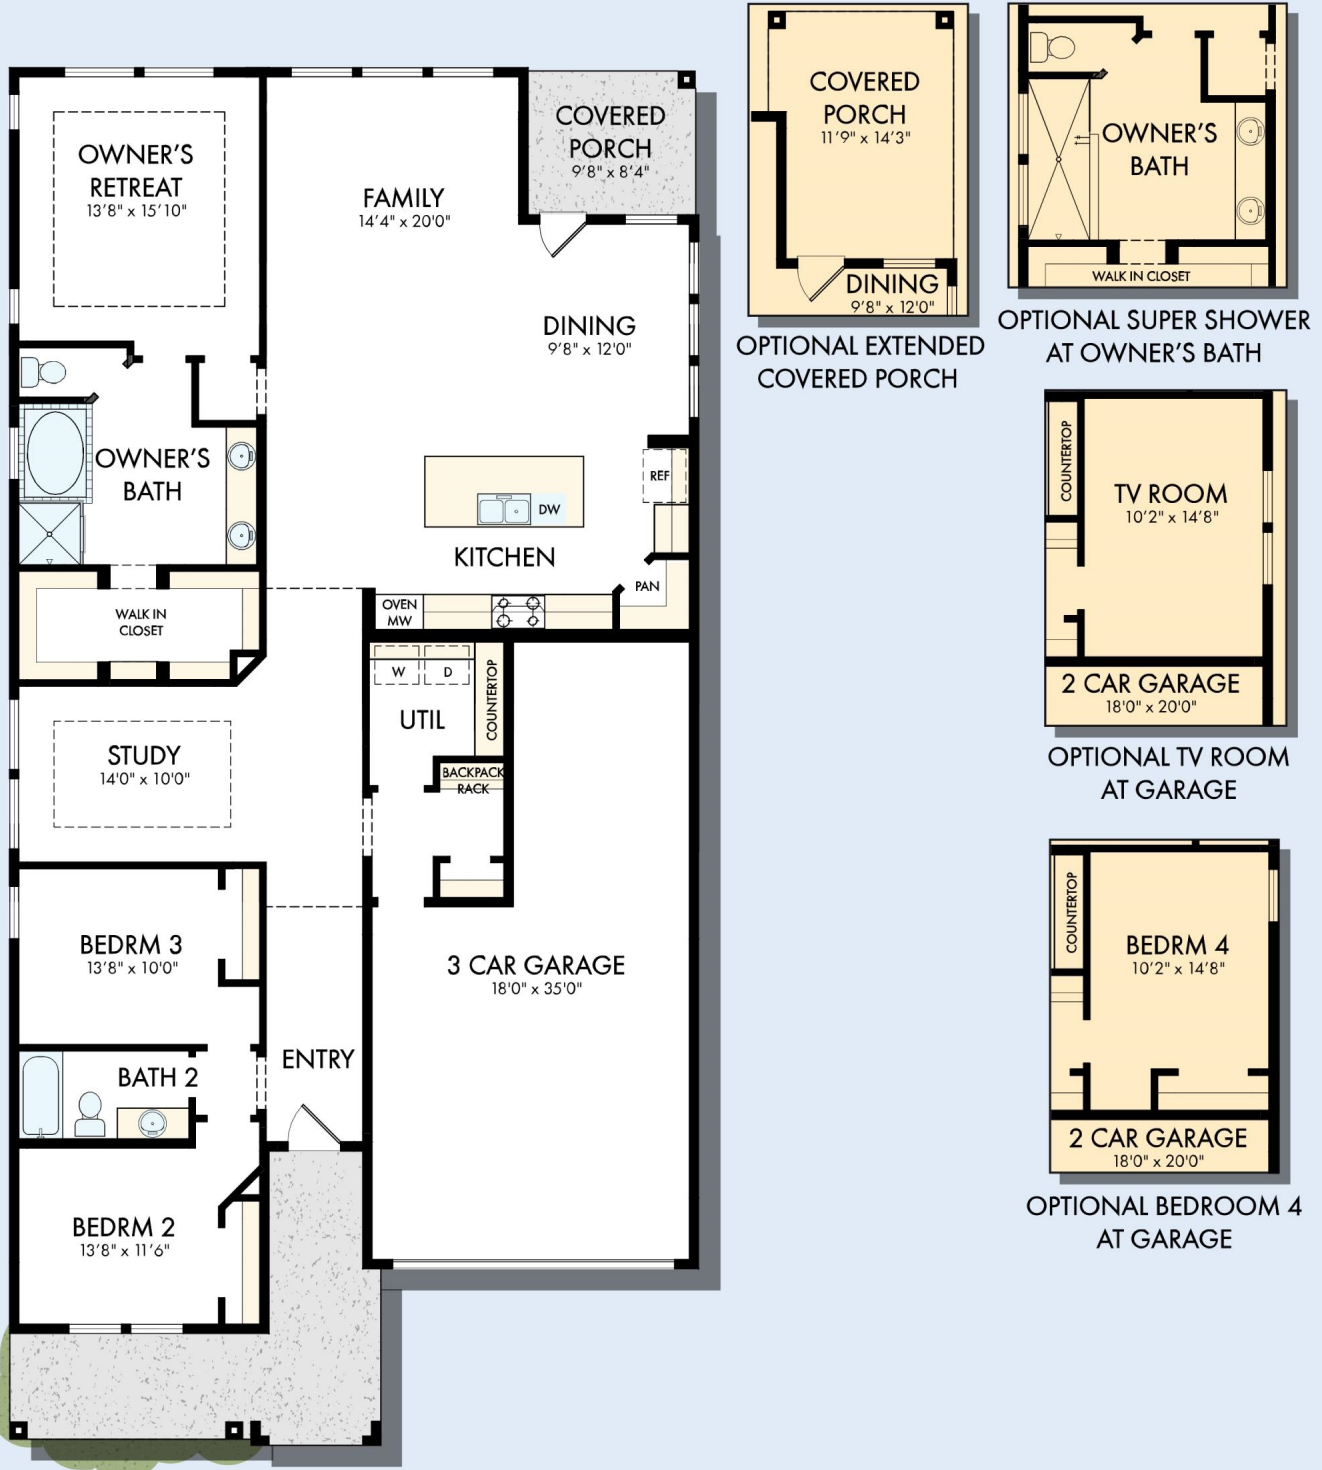 OWNER'S
RETREAT
13'8" x 15'10"
FAMILY
14'4" x 20'0"
COVERED
PORCH
9'8" x 8'4"
DINING
9'8" x 12'0"
OWNER'S
BATH
REF
DW
KITCHEN
PAN
OVEN
MW
WALK IN
CLOSET
W
D
COUNTERTOP
UTIL
BACKPACK
RACK
STUDY
14'0" x 10'0"
BEDRM 3
13'8" x 10'0"
3 CAR GARAGE
18'0" x 35'0"
ENTRY
BATH 2
BEDRM 2
13'8" x 11'6"
COVERED
PORCH
11'9" x 14'3"
DINING
9'8" x 12'0"
OPTIONAL EXTENDED
COVERED PORCH
OWNER'S
BATH
WALK IN CLOSET
OPTIONAL SUPER SHOWER
AT OWNER'S BATH
COUNTERTOP
TV ROOM
10'2" x 14'8"
2 CAR GARAGE
18'0" x 20'0"
OPTIONAL TV ROOM
AT GARAGE
COUNTERTOP
BEDRM 4
10'2" x 14'8"
2 CAR GARAGE
18'0" x 20'0"
OPTIONAL BEDROOM 4
AT GARAGE